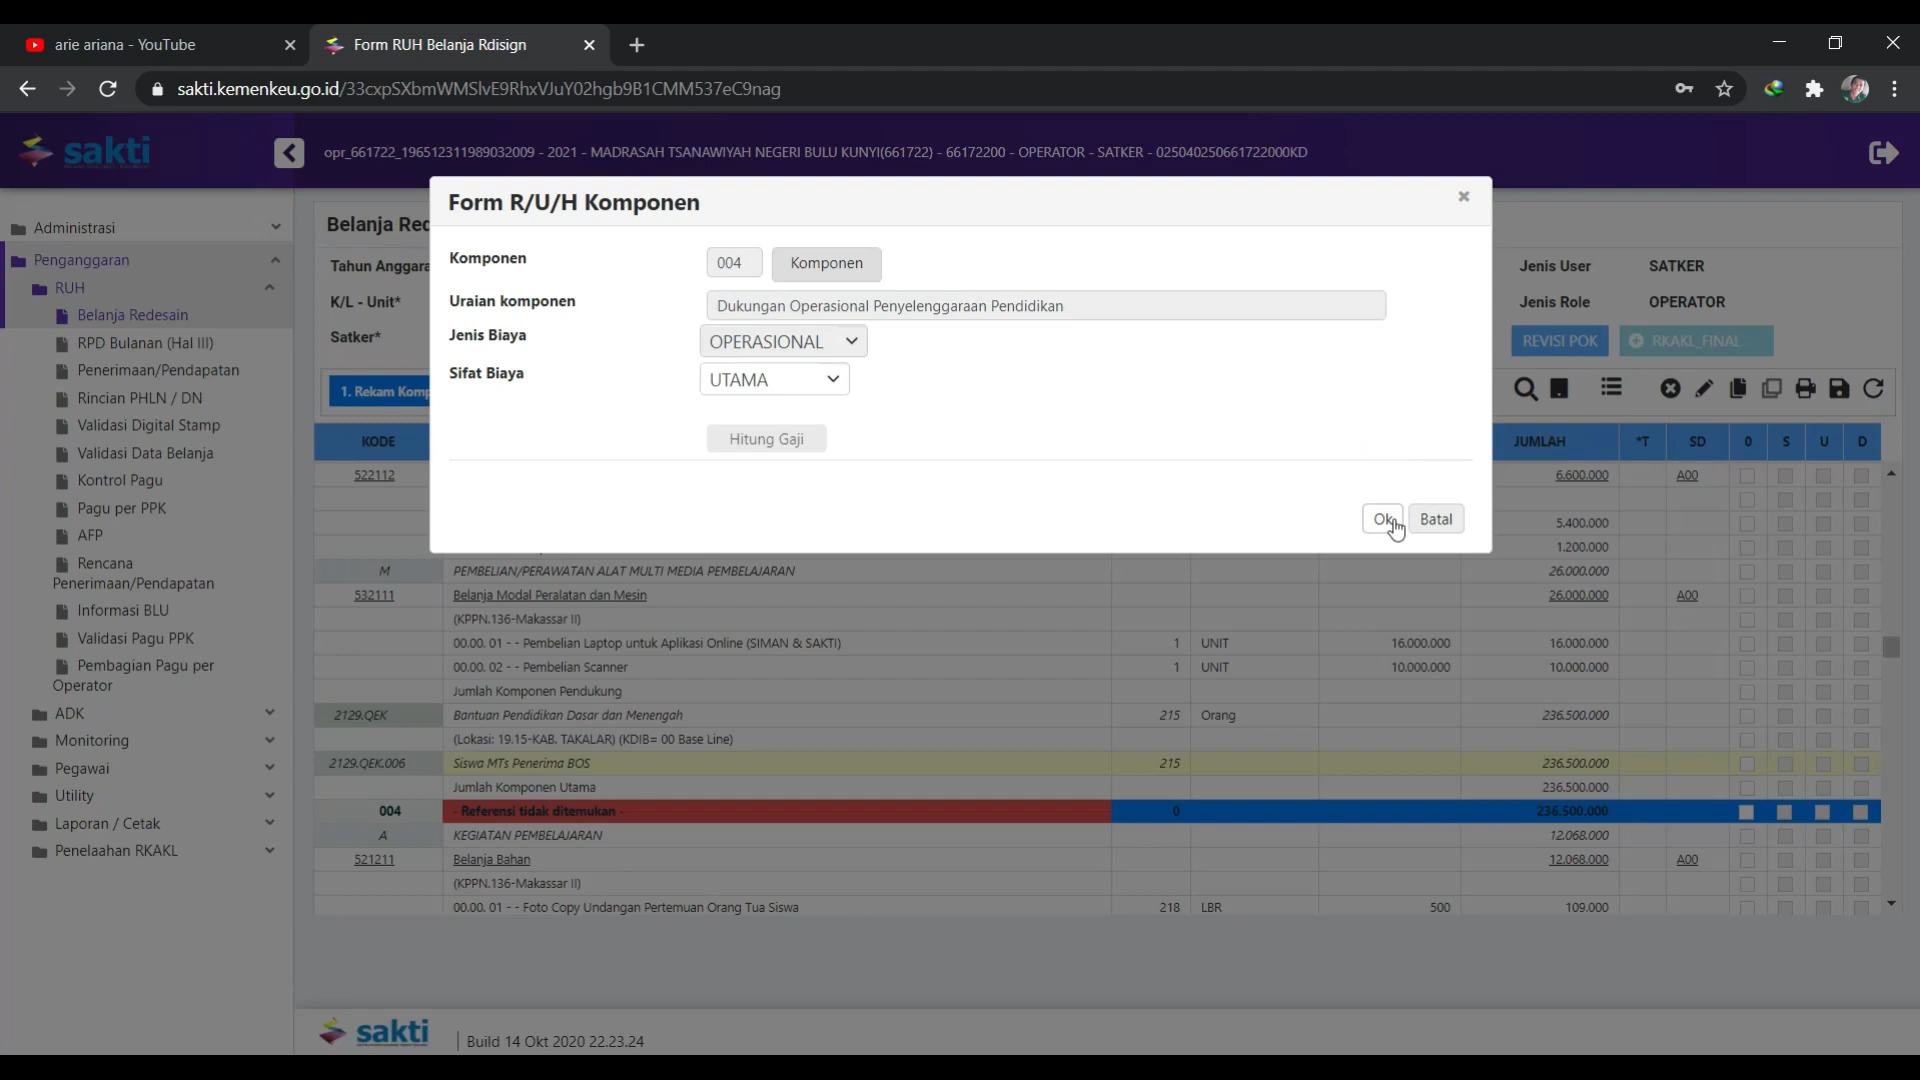 arie ariana - YouTube
Form RUH Belanja Rdisign
sakti.kemenkeu.go.id/33cxpSXbmWMSlvE9RhxVJuY02hgb9B1CMM537eC9nag
sakti
opr_661722_196512311989032009 - 2021 - MADRASAH TSANAWIYAH NEGERI BULU KUNYI(661722) - 66172200 - OPERATOR - SATKER - 025040250661722000KD
Administrasi
Penganggaran
RUH
Belanja Redesain
RPD Bulanan (Hal III)
Penerimaan/Pendapatan
Rincian PHLN / DN
Validasi Digital Stamp
Validasi Data Belanja
Kontrol Pagu
Pagu per PPK
AFP
Rencana
Penerimaan/Pendapatan
Informasi BLU
Validasi Pagu PPK
Pembagian Pagu per
Operator
ADK
Monitoring
Pegawai
Utility
Laporan / Cetak
Penelaahan RKAKL
Belanja Red
Tahun Anggara
K/L - Unit*
Satker*
1. Rekam Komp
Jenis User SATKER
Jenis Role OPERATOR
REVISI POK RKAKL_FINAL
Form R/U/H Komponen
Komponen 004 Komponen
Uraian komponen Dukungan Operasional Penyelenggaraan Pendidikan
Jenis Biaya OPERASIONAL
Sifat Biaya UTAMA
Hitung Gaji
Ok Batal
KODE JUMLAH *T SD 0 S U D
522112 6.600.000 A00
5.400.000
1.200.000
M PEMBELIAN/PERAWATAN ALAT MULTI MEDIA PEMBELAJARAN 26.000.000
532111 Belanja Modal Peralatan dan Mesin 26.000.000 A00
(KPPN.136-Makassar II)
00.00. 01 - - Pembelian Laptop untuk Aplikasi Online (SIMAN & SAKTI) 1 UNIT 16.000.000 16.000.000
00.00. 02 - - Pembelian Scanner 1 UNIT 10.000.000 10.000.000
Jumlah Komponen Pendukung
2129.QEK Bantuan Pendidikan Dasar dan Menengah 215 Orang 236.500.000
(Lokasi: 19.15-KAB. TAKALAR) (KDIB= 00 Base Line)
2129.QEK.006 Siswa MTs Penerima BOS 215 236.500.000
Jumlah Komponen Utama 236.500.000
004 - Referensi tidak ditemukan - 0 236.500.000
A KEGIATAN PEMBELAJARAN 12.068.000
521211 Belanja Bahan 12.068.000 A00
(KPPN.136-Makassar II)
00.00. 01 - - Foto Copy Undangan Pertemuan Orang Tua Siswa 218 LBR 500 109.000
sakti
Build 14 Okt 2020 22.23.24